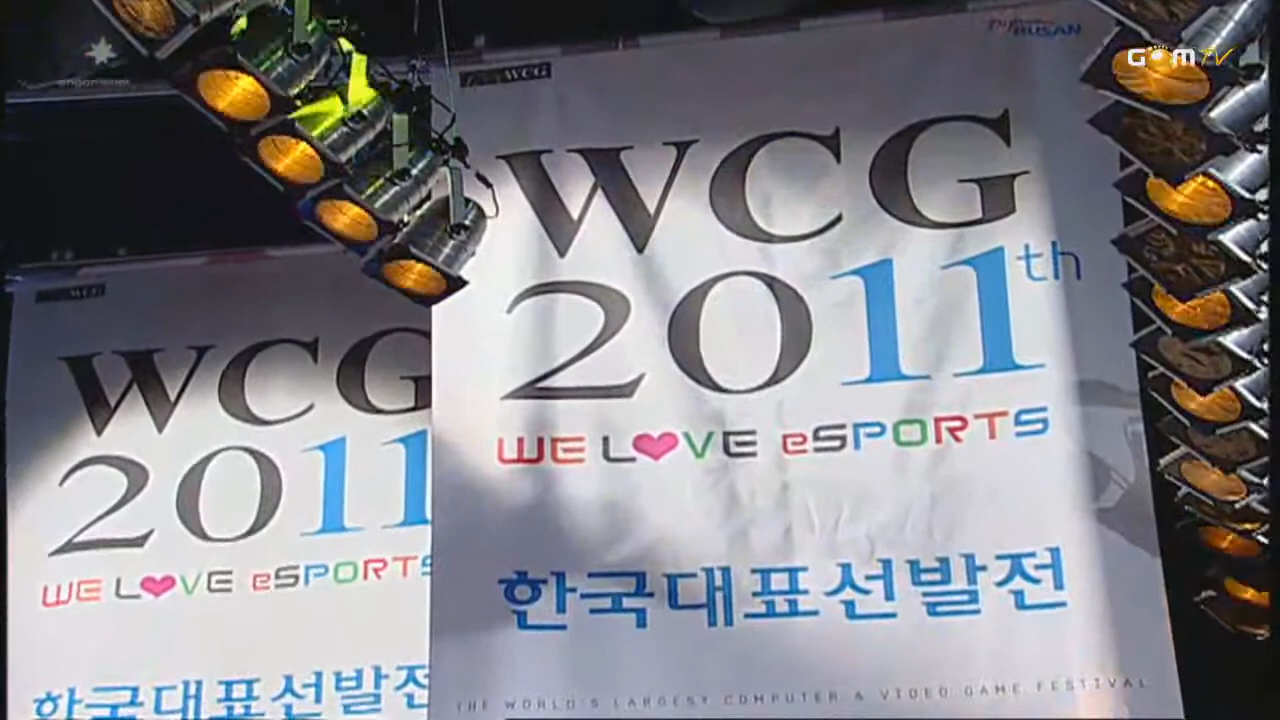 GOMTV
BUSAN
WCG
WCG
2011th
WE LOVE eSPORTS
한국대표선발전
THE WORLD'S LARGEST COMPUTER & VIDEO GAME FESTIVAL
WCG
WCG
2011
WE LOVE eSPORTS
한국대표선발전